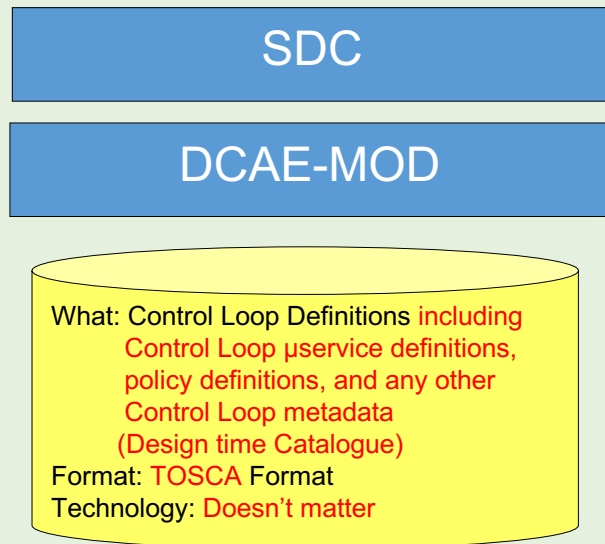 SDC
DCAE-MOD
What: Control Loop Definitions including
Control Loop µservice definitions,
policy definitions, and any other
Control Loop metadata
(Design time Catalogue)
Format: TOSCA Format
Technology: Doesn’t matter